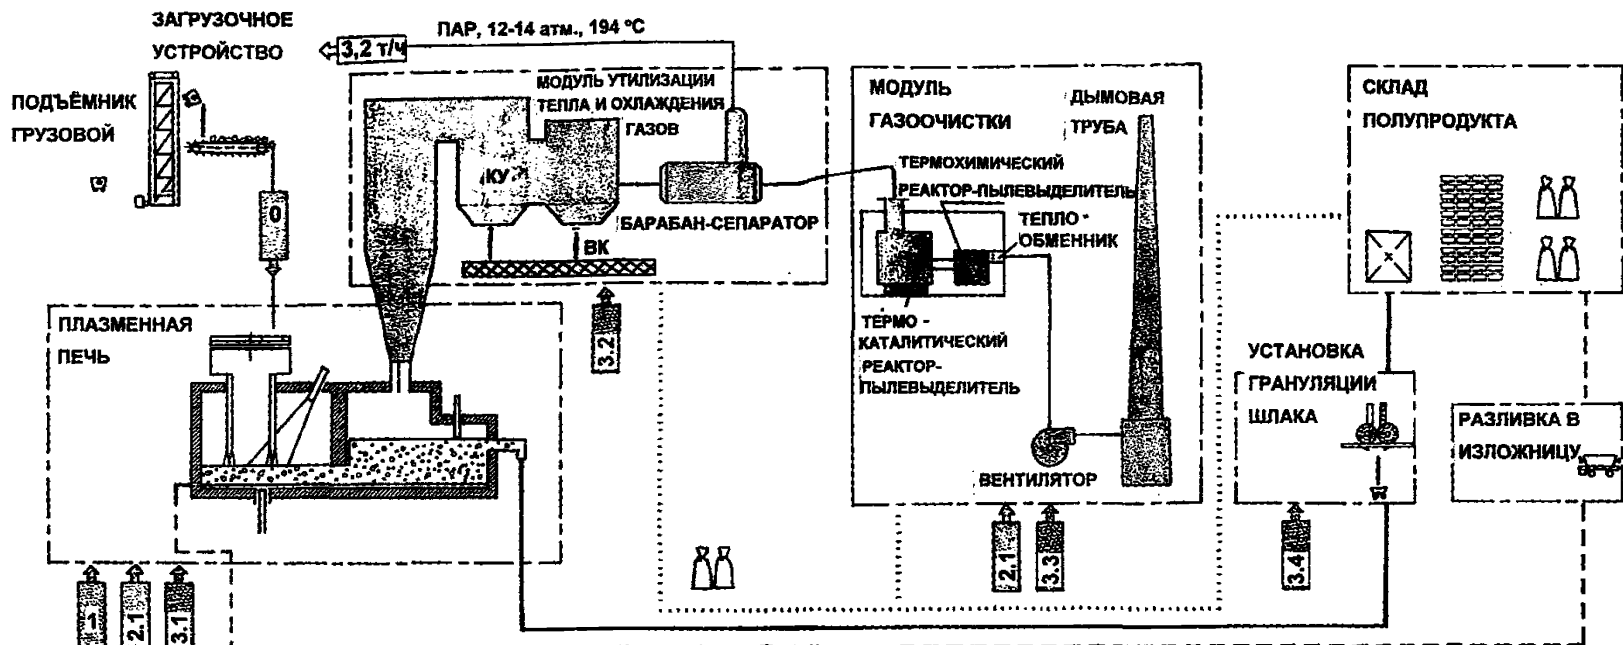 ЗАГРУЗОЧНОЕ
УСТРОЙСТВО
ПОДЪЁМНИК
ГРУЗОВОЙ
0
3,2 т/ч
ПАР, 12-14 атм., 194 ºС
МОДУЛЬ УТИЛИЗАЦИИ
ТЕПЛА И ОХЛАЖДЕНИЯ
ГАЗОВ
КУ
БАРАБАН-СЕПАРАТОР
ВК
3.2
ПЛАЗМЕННАЯ
ПЕЧЬ
1
2.1
3.1
МОДУЛЬ
ГАЗООЧИСТКИ
ДЫМОВАЯ
ТРУБА
ТЕРМОХИМИЧЕСКИЙ
РЕАКТОР-ПЫЛЕВЫДЕЛИТЕЛЬ
ТЕПЛО-
ОБМЕННИК
ТЕРМО-
КАТАЛИТИЧЕСКИЙ
РЕАКТОР-
ПЫЛЕВЫДЕЛИТЕЛЬ
ВЕНТИЛЯТОР
2.1
3.3
СКЛАД
ПОЛУПРОДУКТА
УСТАНОВКА
ГРАНУЛЯЦИИ
ШЛАКА
3.4
РАЗЛИВКА В
ИЗЛОЖНИЦУ